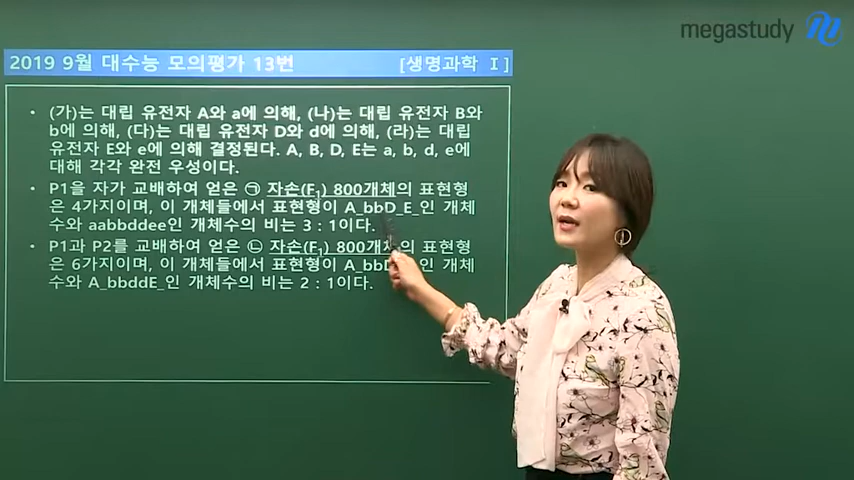 megastudy
2019 9월 대수능 모의평가 13번 [생명과학 Ⅰ]
• (가)는 대립 유전자 A와 a에 의해, (나)는 대립 유전자 B와
b에 의해, (다)는 대립 유전자 D와 d에 의해, (라)는 대립
유전자 E와 e에 의해 결정된다. A, B, D, E는 a, b, d, e에
대해 각각 완전 우성이다.
• P1을 자가 교배하여 얻은 ㉠ 자손(F₁) 800개체의 표현형
은 4가지이며, 이 개체들에서 표현형이 A_bbD_E_인 개체
수와 aabbddee인 개체수의 비는 3 : 1이다.
• P1과 P2를 교배하여 얻은 ㉡ 자손(F₁) 800개체의 표현형
은 6가지이며, 이 개체들에서 표현형이 A_bb 인 개체
수와 A_bbddE_인 개체수의 비는 2 : 1이다.